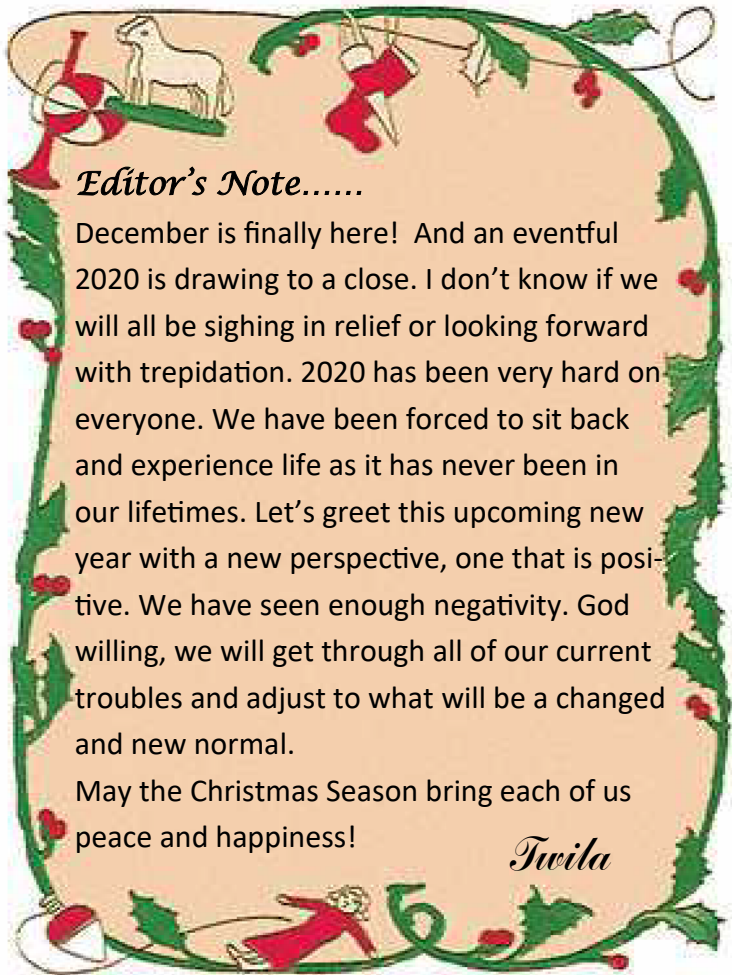 Editor's Note......
December is finally here!  And an eventful
2020 is drawing to a close. I don't know if we
will all be sighing in relief or looking forward
with trepidation. 2020 has been very hard on
everyone. We have been forced to sit back
and experience life as it has never been in
our lifetimes. Let's greet this upcoming new
year with a new perspective, one that is posi-
tive. We have seen enough negativity. God
willing, we will get through all of our current
troubles and adjust to what will be a changed
and new normal.
May the Christmas Season bring each of us
peace and happiness!
Twila